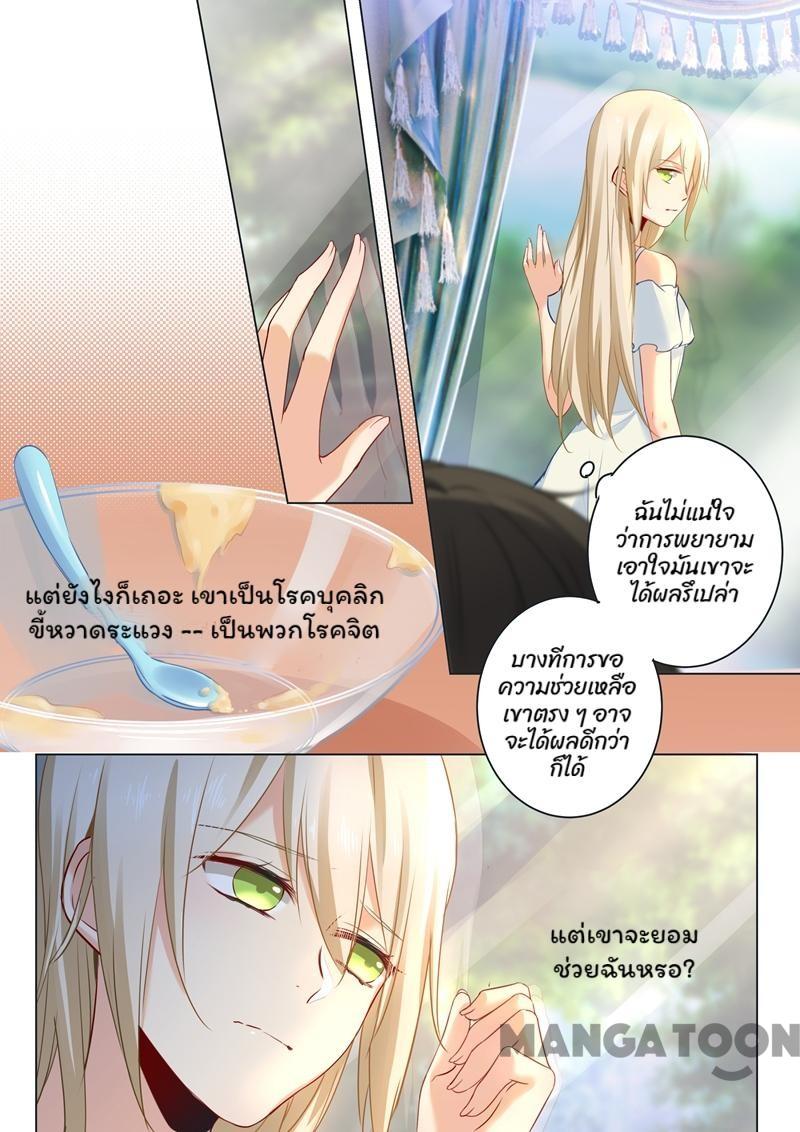 ฉันไม่แน่ใจ
ว่าการพยายาม
เอาใจมันเขาจะ
ได้ผลรึเปล่า
แต่ยังไงก็เถอะ เขาเป็นโรคบุคลิก
ขี้หวาดระแวง -- เป็นพวกโรคจิต
บางทีการขอ
ความช่วยเหลือ
เขาตรง ๆ อาจ
จะได้ผลดีกว่า
ก็ได้
แต่เขาจะยอม
ช่วยฉันหรอ?
MANGATOON